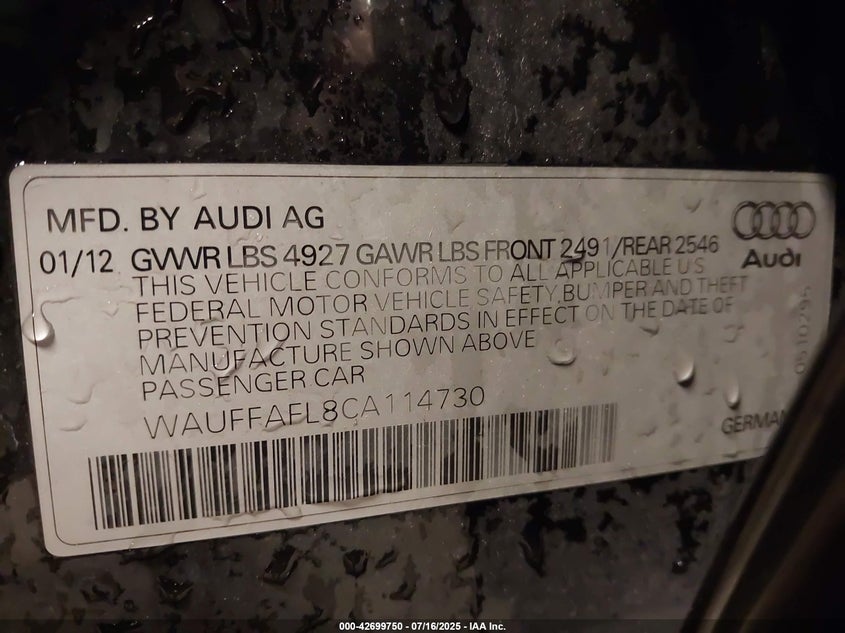 MFD. BY AUDI AG
01/12 GVWR LBS 4927 GAWR LBS FRONT 2491/REAR 2546
Audi
THIS VEHICLE CONFORMS TO ALL APPLICABLE US
FEDERAL MOTOR VEHICLE SAFETY, BUMPER AND THEFT
PREVENTION STANDARDS IN EFFECT ON THE DATE OF
MANUFACTURE SHOWN ABOVE
PASSENGER CAR
WAUFFAFL8CA114730
0510295
000-42699750 - 07/16/2025 - IAA Inc.